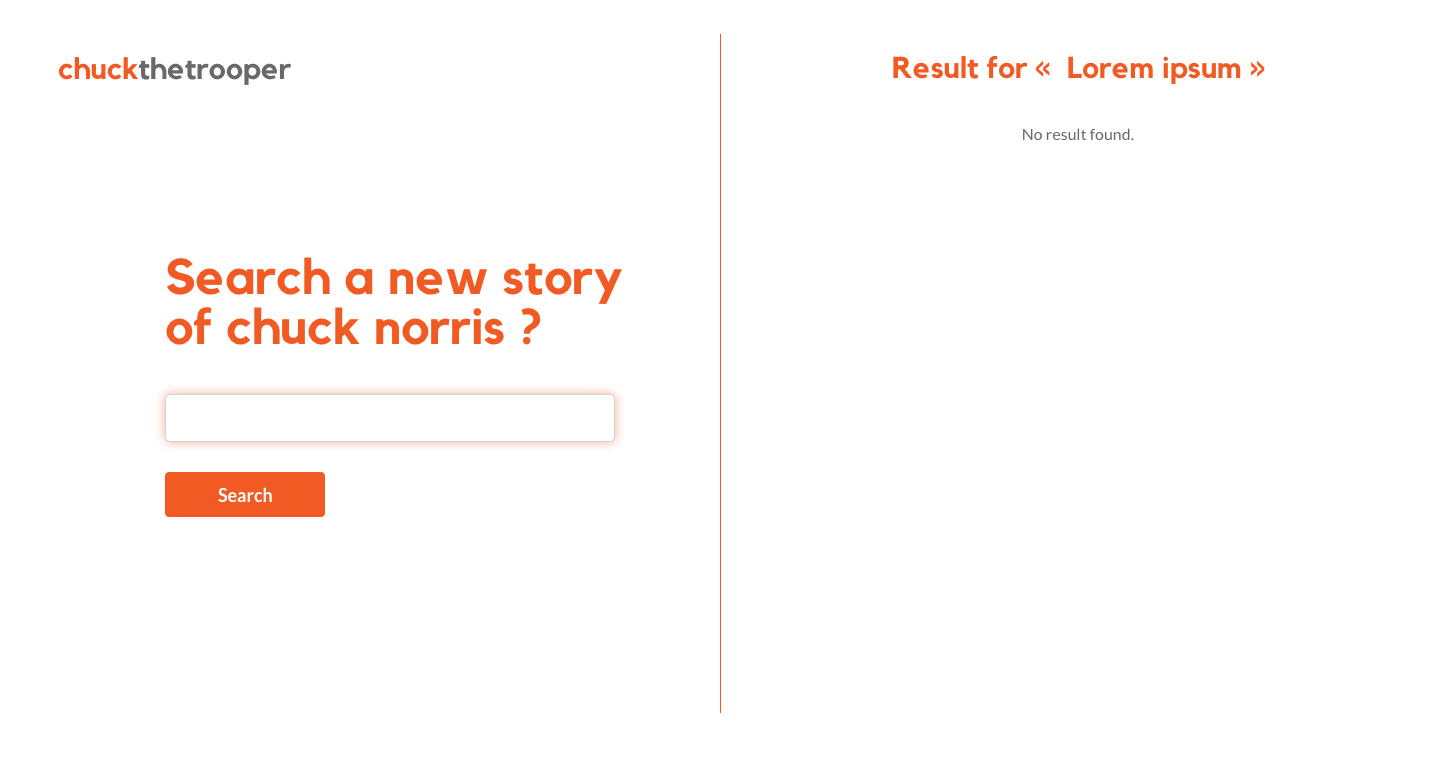 chuckthetrooper
Search a new story
of chuck norris ?
Search
Result for «  Lorem ipsum »
No result found.